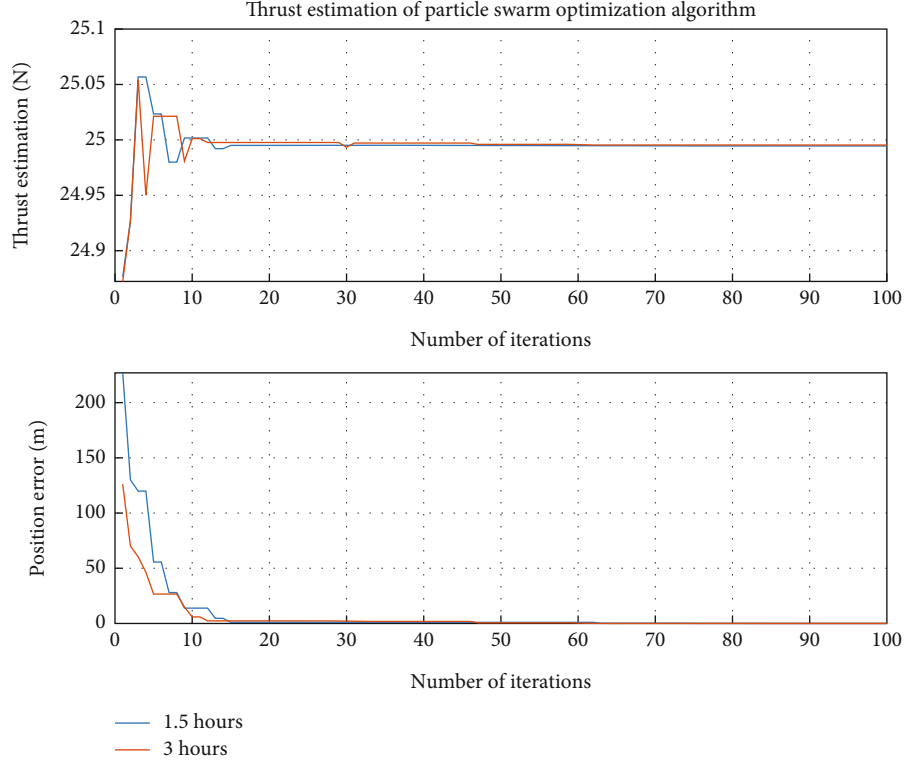 Thrust estimation of particle swarm optimization algorithm
Thrust estimation (N)
25.1
25.05
25
24.95
24.9
0 10 20 30 40 50 60 70 80 90 100
Number of iterations
Position error (m)
200
150
100
50
0
0 10 20 30 40 50 60 70 80 90 100
Number of iterations
1.5 hours
3 hours